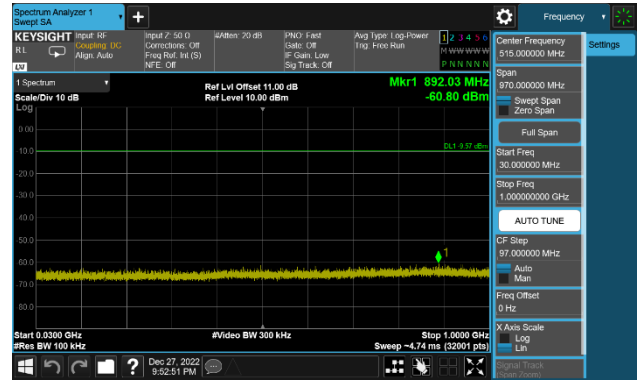 Spectrum Analyzer 1
Swept SA
+
Frequency
KEYSIGHT
RL
Input: RF
Coupling: DC
Align: Auto
Input Z: 50 Ω
Corrections: Off
Freq Ref: Int (S)
NFE: Off
#Atten: 20 dB
PNO: Fast
Gate: Off
IF Gain: Low
Sig Track: Off
Avg Type: Log-Power
Trig: Free Run
1 2 3 4 5 6
M W W W W W
P N N N N N
LXI
1 Spectrum
Scale/Div 10 dB
Log
Ref Lvl Offset 11.00 dB
Ref Level 10.00 dBm
Mkr1 892.03 MHz
-60.80 dBm
0.00
-10.0
DL1 -9.57 dBm
-20.0
-30.0
-40.0
-50.0
-60.0
-70.0
-80.0
1
Start 0.0300 GHz
#Res BW 100 kHz
#Video BW 300 kHz
Stop 1.0000 GHz
Sweep ~4.74 ms (32001 pts)
?
Dec 27, 2022
9:52:51 PM
Center Frequency
515.000000 MHz
Settings
Span
970.000000 MHz
Swept Span
Zero Span
Full Span
Start Freq
30.000000 MHz
Stop Freq
1.000000000 GHz
AUTO TUNE
CF Step
97.000000 MHz
Auto
Man
Freq Offset
0 Hz
X Axis Scale
Log
Lin
Signal Track
(Span Zoom)